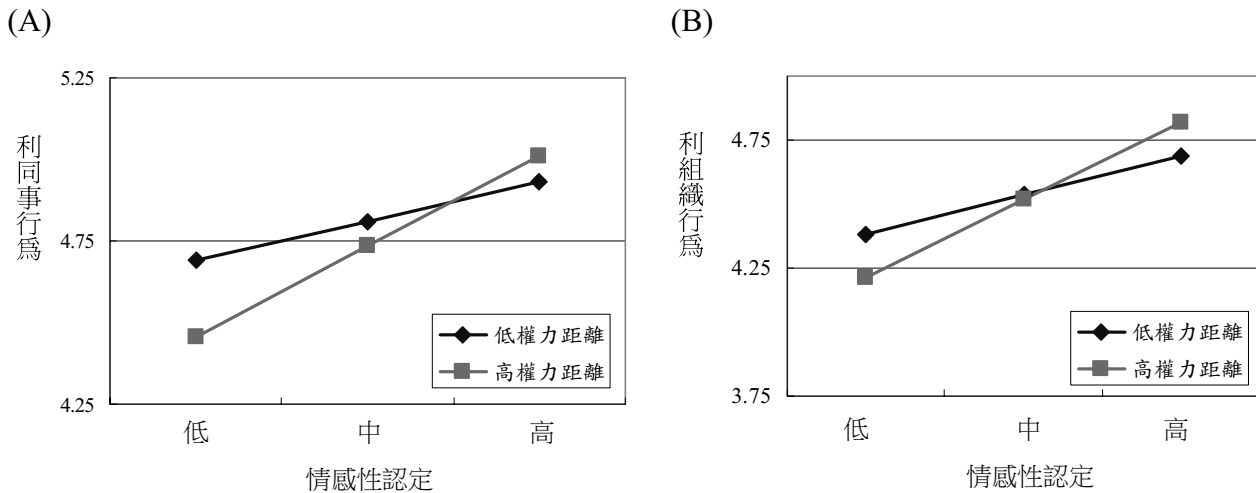 (A)
5.25
4.75
4.25
利同事行為
低權力距離
高權力距離
低 中 高
情感性認定
(B)
4.75
4.25
3.75
利組織行為
低權力距離
高權力距離
低 中 高
情感性認定